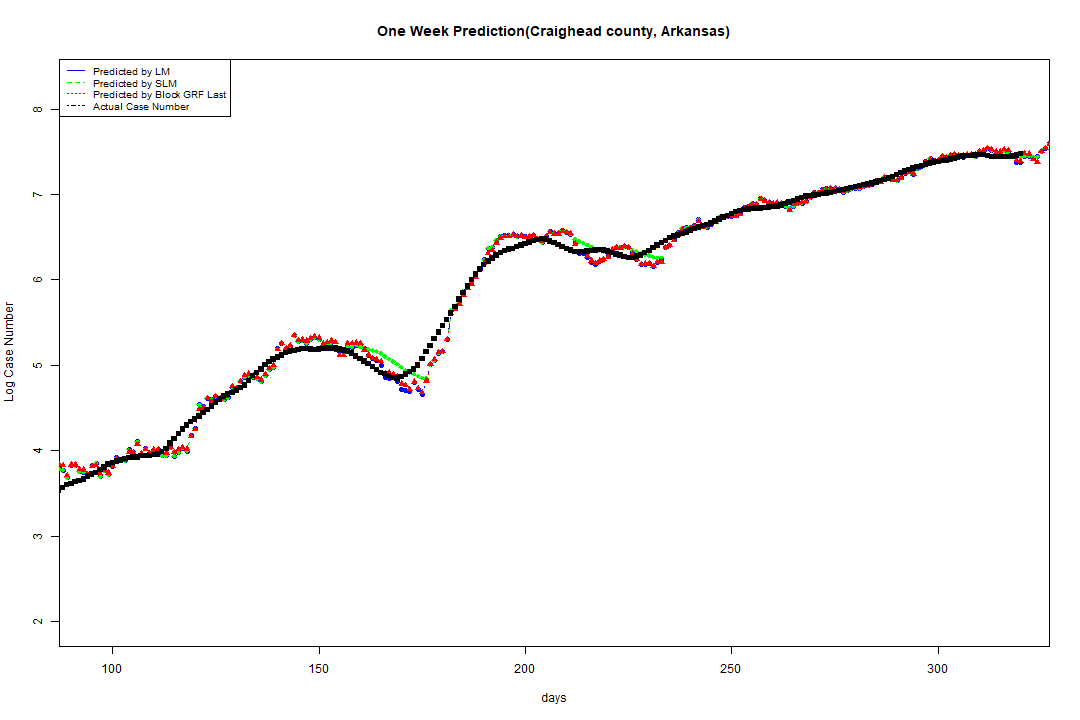 One Week Prediction(Craighead county, Arkansas)
Predicted by LM
Predicted by SLM
Predicted by Block GRF Last
Actual Case Number
8
7
6
5
4
3
2
Log Case Number
100 150 200 250 300
days